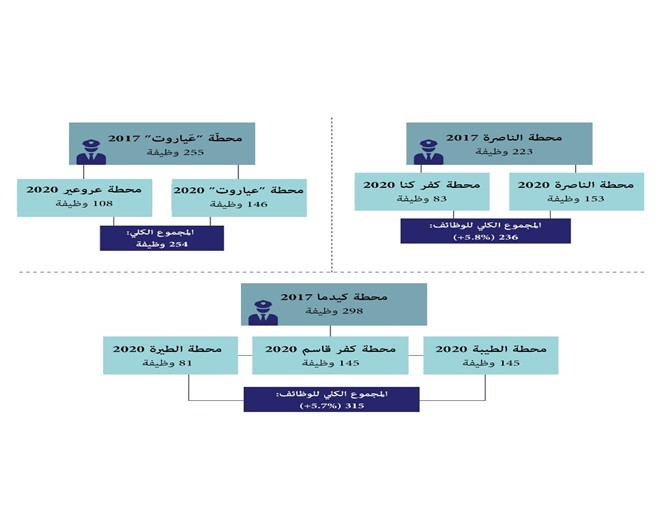 محطة الناصرة 2017
223 وظيفة
محطة الناصرة 2020
153 وظيفة
محطة كفر كنا 2020
83 وظيفة
المجموع الكلي للوظائف:
236 (5.8%+)
محطّة "عَياروت" 2017
255 وظيفة
محطة "عياروت" 2020
146 وظيفة
محطة عروعير 2020
108 وظيفة
المجموع الكلي:
254 وظيفة
محطة كيدما 2017
298 وظيفة
محطة الطيبة 2020
145 وظيفة
محطة كفر قاسم 2020
145 وظيفة
محطة الطيرة 2020
81 وظيفة
المجموع الكلي للوظائف:
315 (5.7%+)